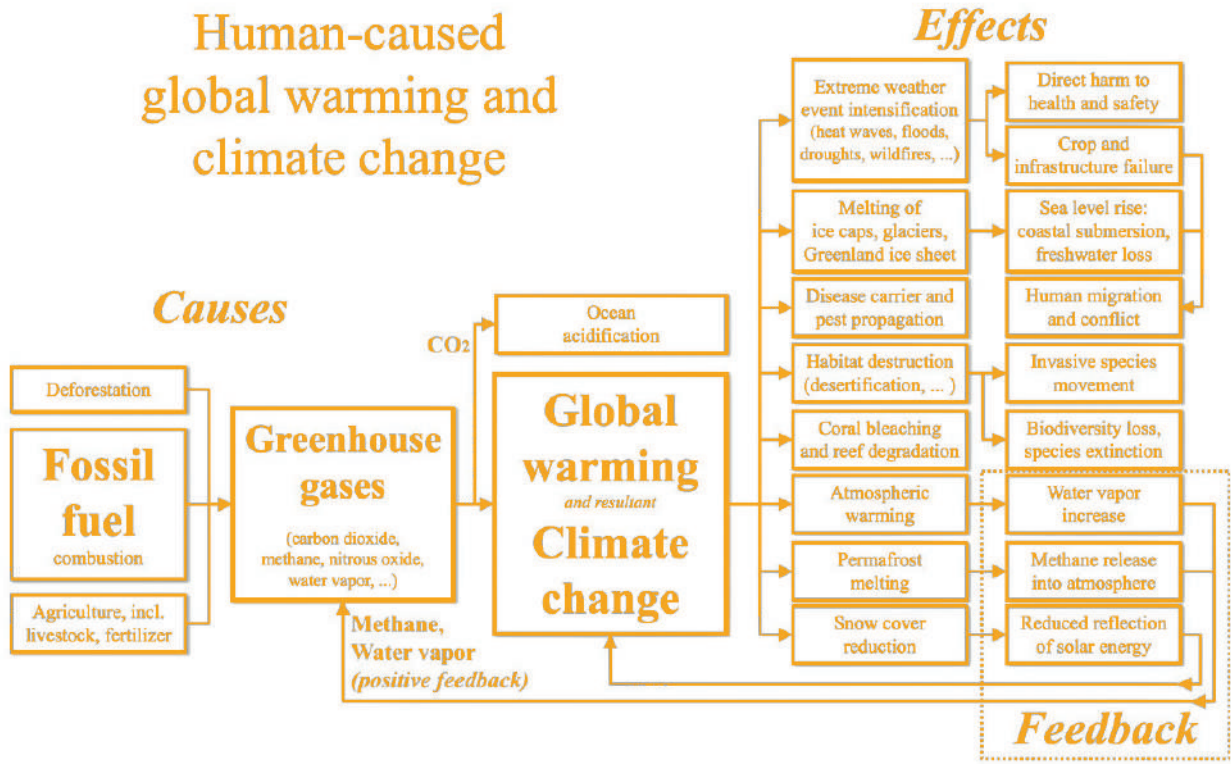 Human-caused
global warming and
climate change
Causes
Deforestation
Fossil
fuel
combustion
Agriculture, incl.
livestock, fertilizer
Greenhouse
gases
(carbon dioxide,
methane, nitrous oxide,
water vapor, ...)
CO2
Ocean
acidification
Global
warming
and resultant
Climate
change
Methane,
Water vapor
(positive feedback)
Effects
Extreme weather
event intensification
(heat waves, floods,
droughts, wildfires, ...)
Direct harm to
health and safety
Crop and
infrastructure failure
Melting of
ice caps, glaciers,
Greenland ice sheet
Sea level rise:
coastal submersion,
freshwater loss
Disease carrier and
pest propagation
Human migration
and conflict
Habitat destruction
(desertification, ... )
Invasive species
movement
Coral bleaching
and reef degradation
Biodiversity loss,
species extinction
Atmospheric
warming
Water vapor
increase
Permafrost
melting
Methane release
into atmosphere
Snow cover
reduction
Reduced reflection
of solar energy
Feedback